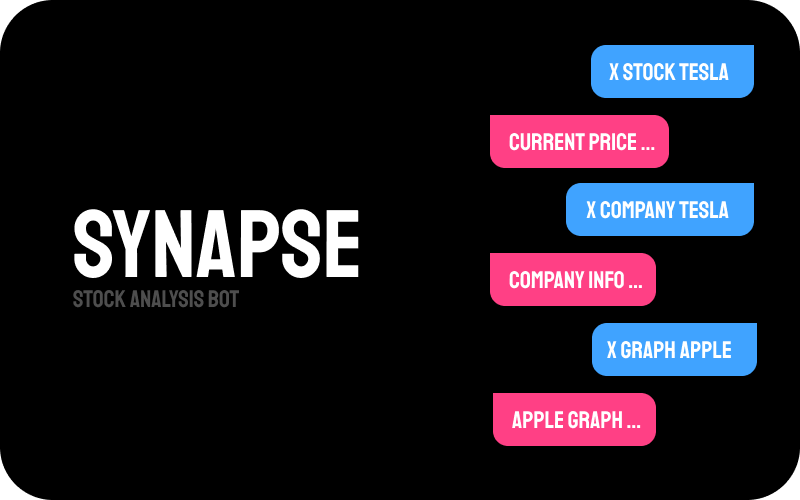 SYNAPSE
STOCK ANALYSIS BOT
X STOCK TESLA
CURRENT PRICE ...
X COMPANY TESLA
COMPANY INFO ...
X GRAPH APPLE
APPLE GRAPH ...